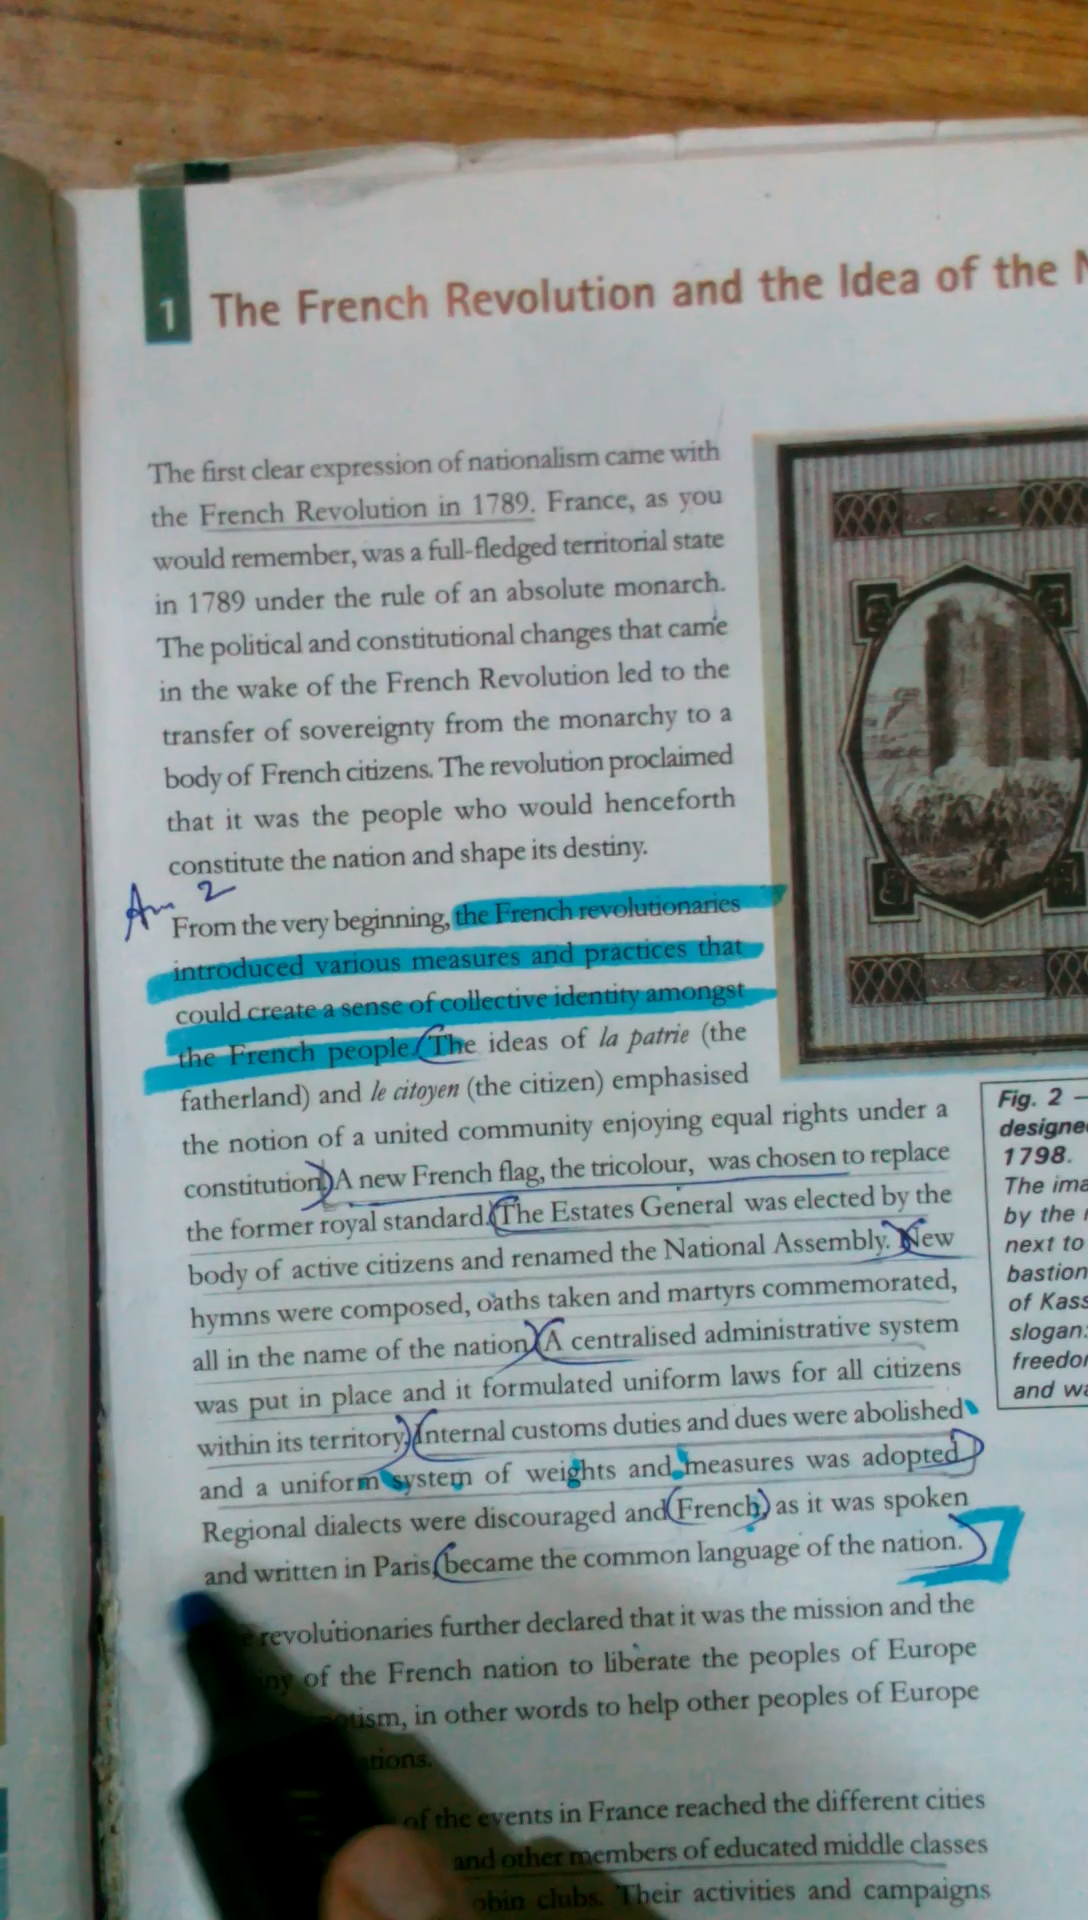 1 The French Revolution and the Idea of the
The first clear expression of nationalism came with
the French Revolution in 1789. France, as you
would remember, was a full-fledged territorial state
in 1789 under the rule of an absolute monarch.
The political and constitutional changes that came
in the wake of the French Revolution led to the
transfer of sovereignty from the monarchy to a
body of French citizens. The revolution proclaimed
that it was the people who would henceforth
constitute the nation and shape its destiny.
Ans 2
From the very beginning, the French revolutionaries
introduced various measures and practices that
could create a sense of collective identity amongst
the French people. The ideas of la patrie (the
fatherland) and le citoyen (the citizen) emphasised
the notion of a united community enjoying equal rights under a
constitution. A new French flag, the tricolour, was chosen to replace
the former royal standard. The Estates General was elected by the
body of active citizens and renamed the National Assembly. New
hymns were composed, oaths taken and martyrs commemorated,
all in the name of the nation. A centralised administrative system
was put in place and it formulated uniform laws for all citizens
within its territory. Internal customs duties and dues were abolished
and a uniform system of weights and measures was adopted.
Regional dialects were discouraged and French, as it was spoken
and written in Paris, became the common language of the nation.
revolutionaries further declared that it was the mission and the
of the French nation to liberate the peoples of Europe
in other words to help other peoples of Europe
of the events in France reached the different cities
and other members of educated middle classes
clubs. Their activities and campaigns
Fig. 2 —
1798.
The
by the
next to
bastion
of
slogan:
and